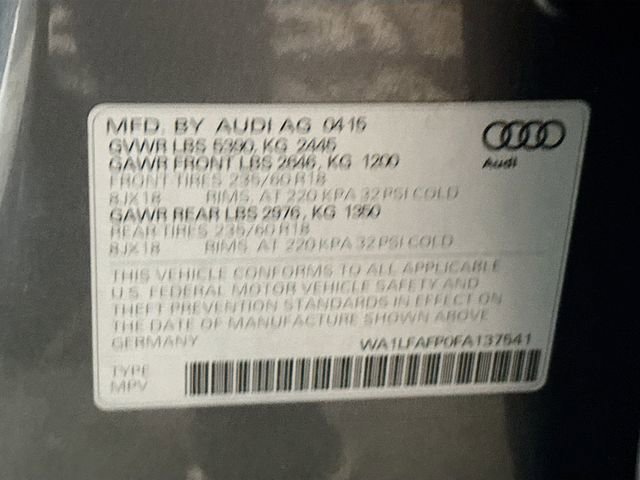 MFD. BY AUDI AG 04 15
GVWR LBS 5390, KG 2445
GAWR FRONT LBS 2646, KG 1200
FRONT TIRES 235/60 R18
8JX18 RIMS, AT 220 KPA 32 PSI COLD
GAWR REAR LBS 2976, KG 1350
REAR TIRES 235/60 R18
8JX18 RIMS, AT 220 KPA 32 PSI COLD
Audi
THIS VEHICLE CONFORMS TO ALL APPLICABLE
U.S. FEDERAL MOTOR VEHICLE SAFETY AND
THEFT PREVENTION STANDARDS IN EFFECT ON
THE DATE OF MANUFACTURE SHOWN ABOVE
GERMANY WA1LFAFP0FA137541
TYPE
MPV